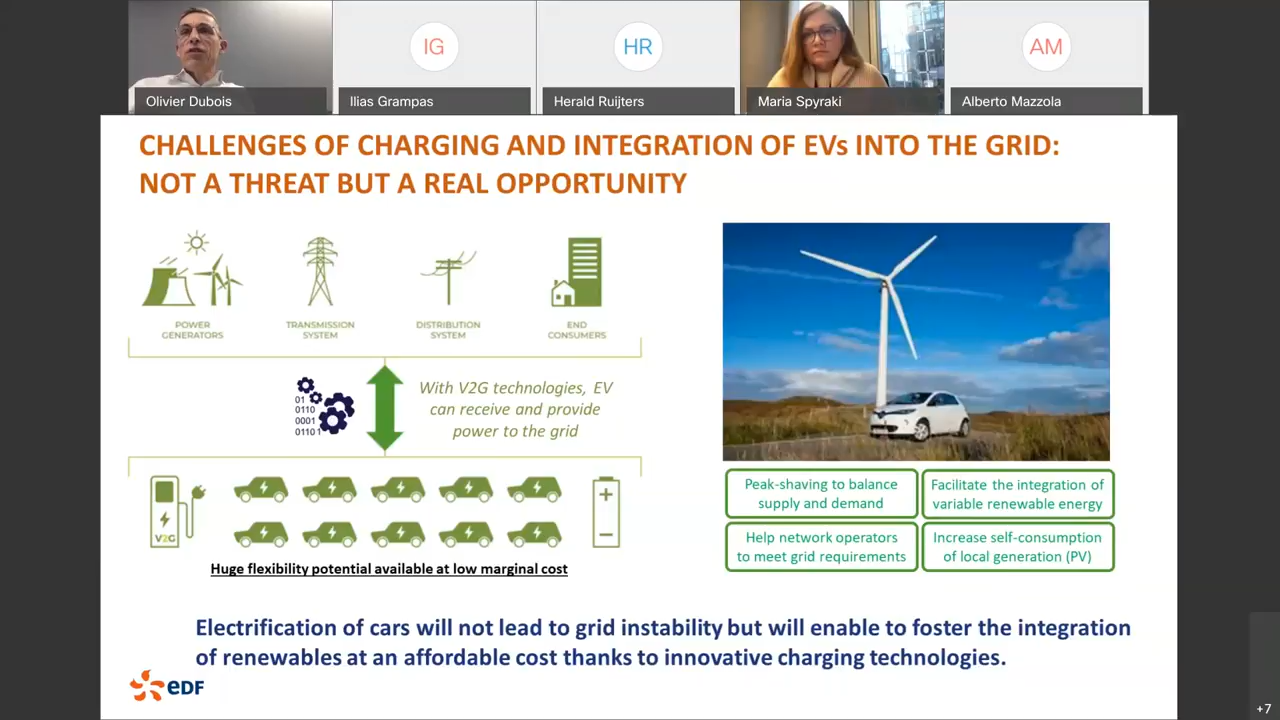 IG
HR
AM
Olivier Dubois
Ilias Grampas
Herald Ruijters
Maria Spyraki
Alberto Mazzola
CHALLENGES OF CHARGING AND INTEGRATION OF EVs INTO THE GRID:
NOT A THREAT BUT A REAL OPPORTUNITY
POWER
GENERATORS
TRANSMISSION
SYSTEM
DISTRIBUTION
SYSTEM
END
CONSUMERS
01
0110
0001
0110 1
With V2G technologies, EV
can receive and provide
power to the grid
V2G
Huge flexibility potential available at low marginal cost
Peak-shaving to balance
supply and demand
Facilitate the integration of
variable renewable energy
Help network operators
to meet grid requirements
Increase self-consumption
of local generation (PV)
Electrification of cars will not lead to grid instability but will enable to foster the integration
of renewables at an affordable cost thanks to innovative charging technologies.
eDF
+7